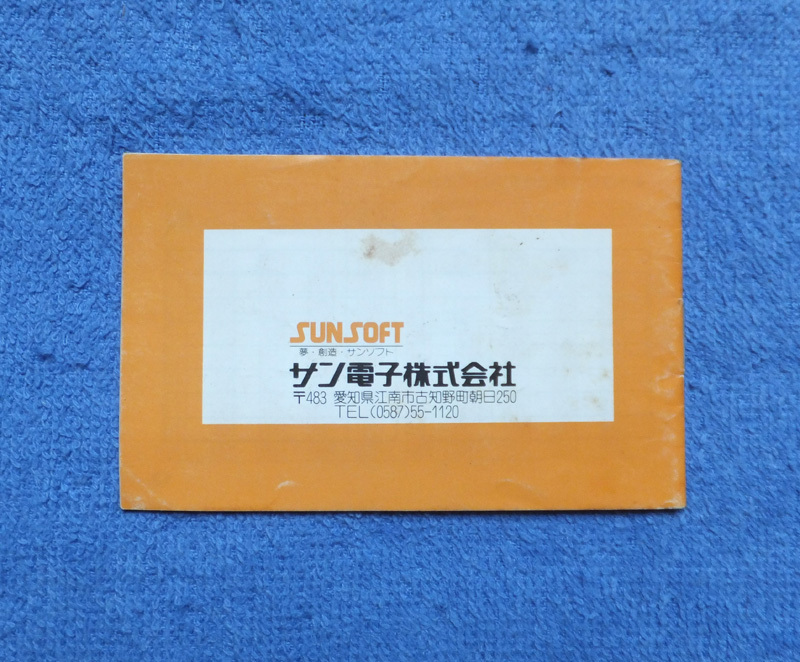 SUNSOFT
夢・創造・サンソフト
サン電子株式会社
〒483 愛知県江南市古知野町朝日250
TEL(0587)55-1120